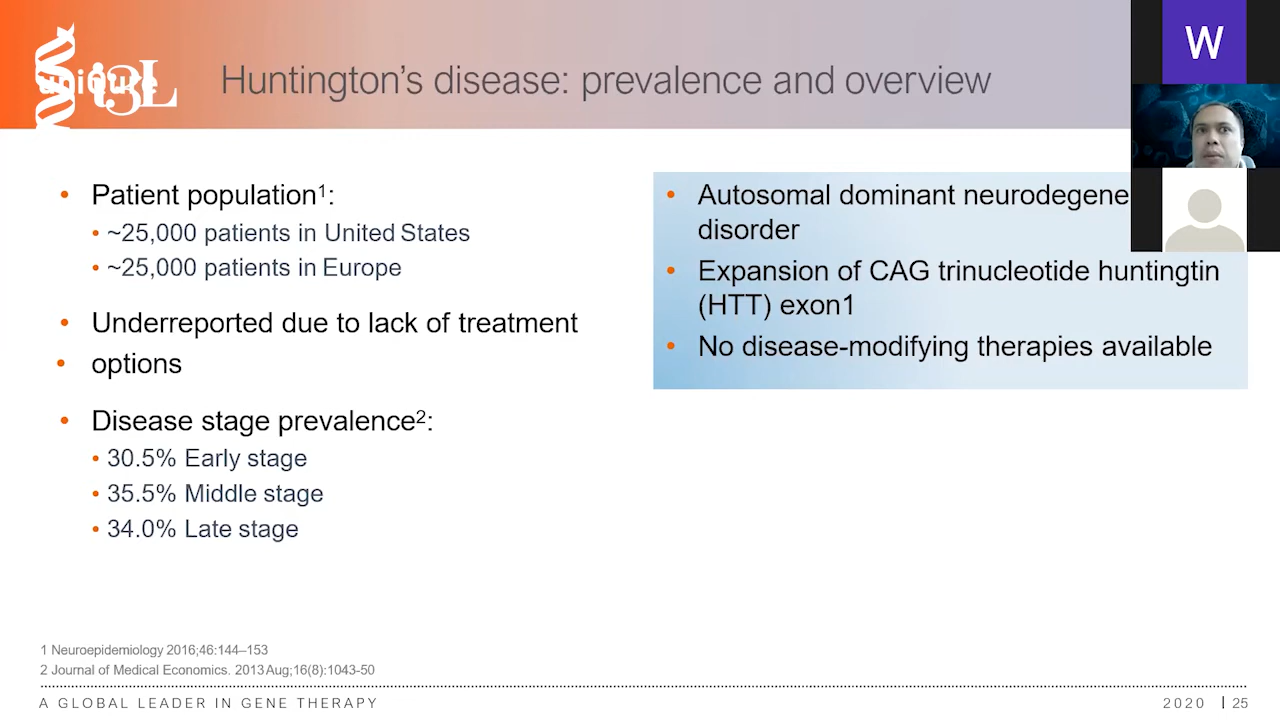 uniQure
t3L
Huntington's disease: prevalence and overview
W
• Patient population1:
• ~25,000 patients in United States
• ~25,000 patients in Europe
• Underreported due to lack of treatment
• options
• Disease stage prevalence2:
• 30.5% Early stage
• 35.5% Middle stage
• 34.0% Late stage
• Autosomal dominant neurodegene
disorder
• Expansion of CAG trinucleotide huntingtin
(HTT) exon1
• No disease-modifying therapies available
1 Neuroepidemiology 2016;46:144–153
2 Journal of Medical Economics. 2013 Aug;16(8):1043-50
A GLOBAL LEADER IN GENE THERAPY
2020 | 25